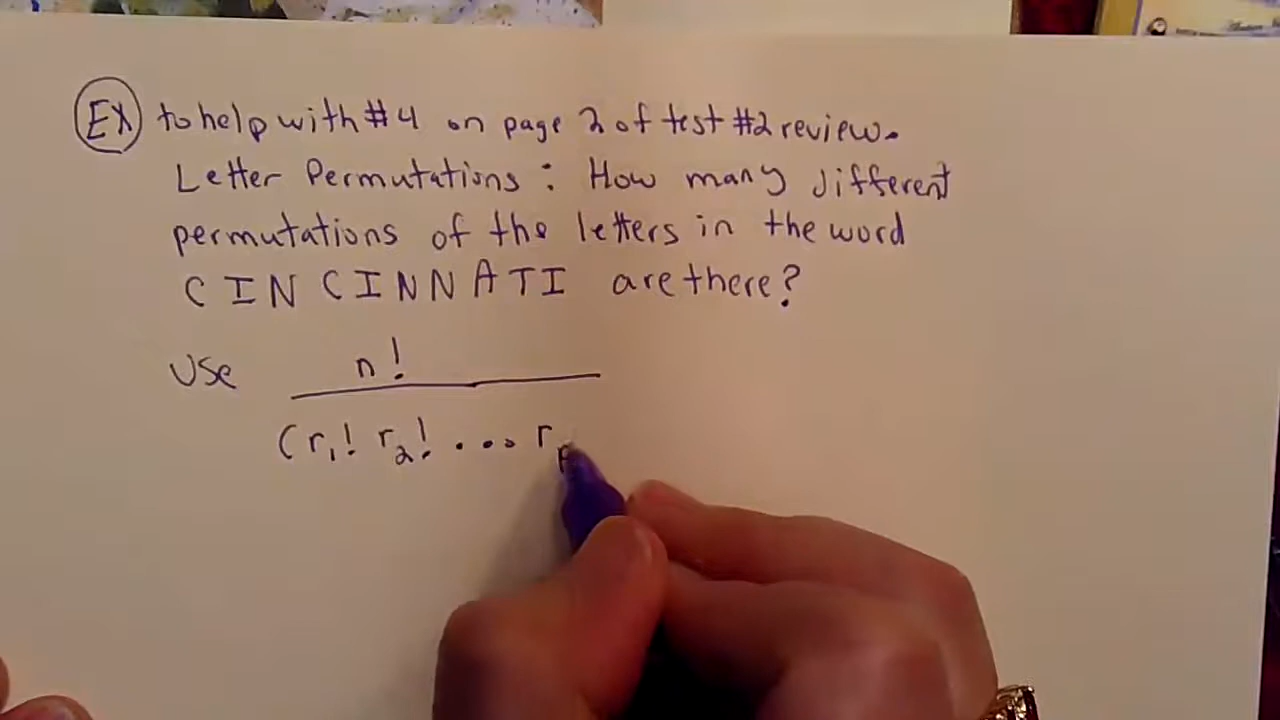 EX to help with #4 on page 2 of test #2 review.
Letter Permutations: How many different
permutations of the letters in the word
CINCINNATI are there?
Use n!
(r₁! r₂! ... r